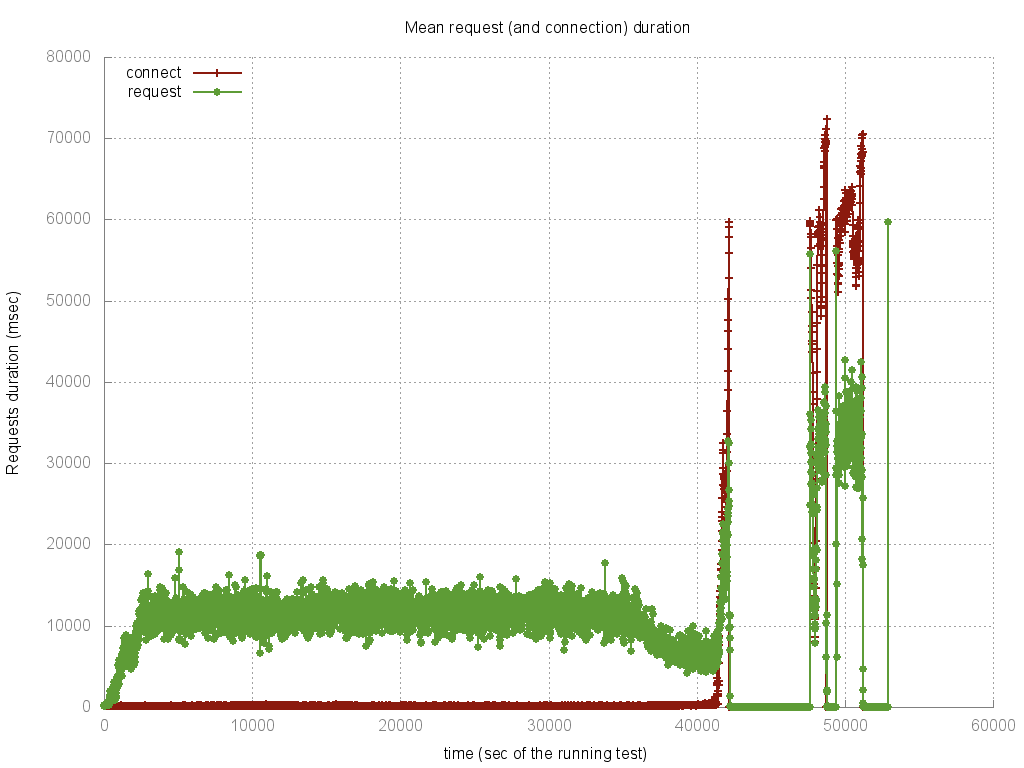 Mean request (and connection) duration
connect
request
80000
70000
60000
50000
40000
30000
20000
10000
0
Requests duration (msec)
0 10000 20000 30000 40000 50000 60000
time (sec of the running test)